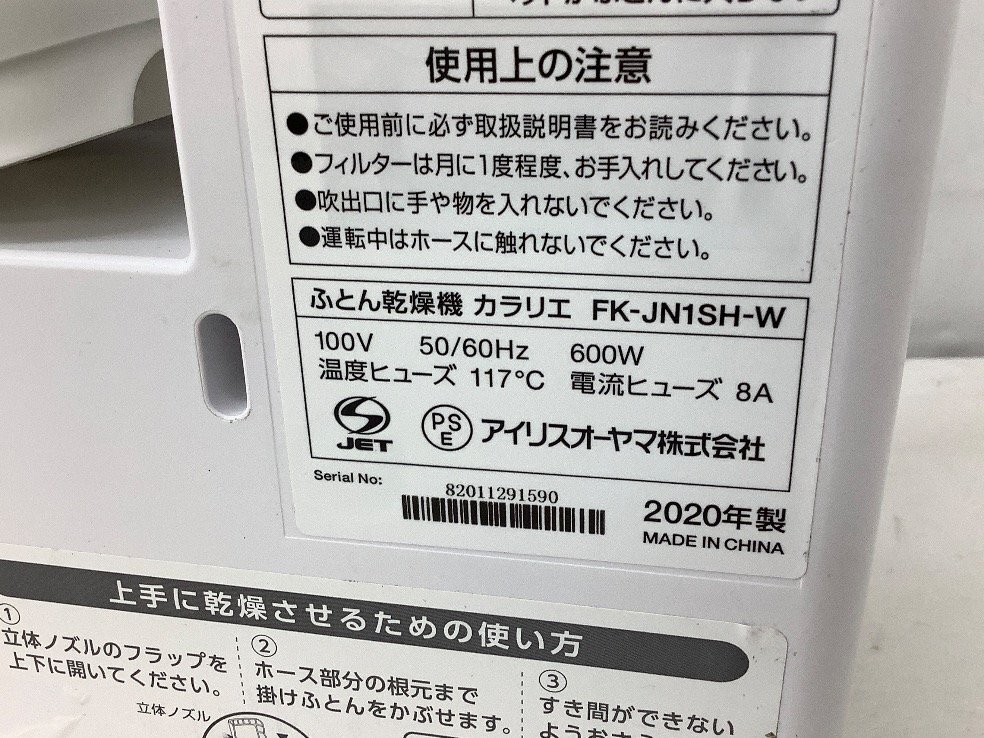 使用上の注意
●ご使用前に必ず取扱説明書をお読みください。
●フィルターは月に1度程度、お手入れしてください。
●吹出口に手や物を入れないでください。
●運転中はホースに触れないでください。
ふとん乾燥機 カラリエ FK-JN1SH-W
100V 50/60Hz 600W
温度ヒューズ 117℃ 電流ヒューズ 8A
JET PSE アイリスオーヤマ株式会社
Serial No:
82011291590
2020年製
MADE IN CHINA
上手に乾燥させるための使い方
①
立体ノズルのフラップを
上下に開いてください。
立体ノズル
②
ホース部分の根元まで
掛けふとんをかぶせます。
③
すき間ができない